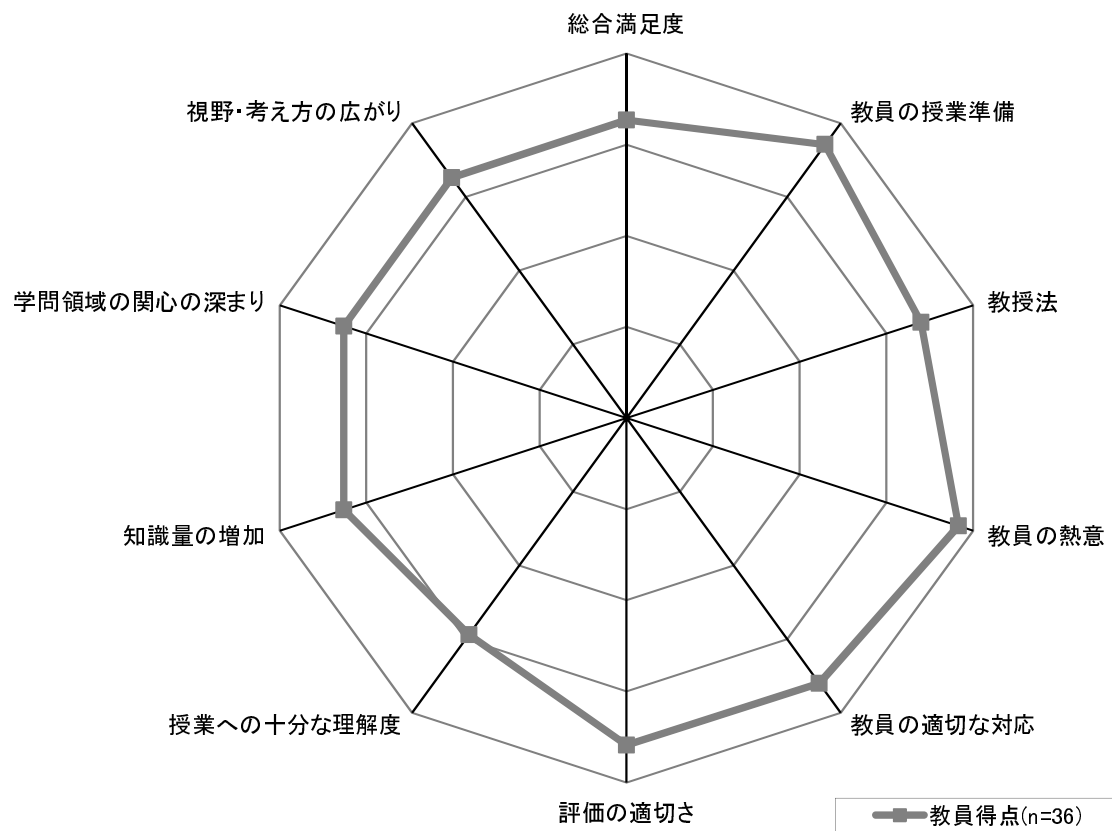 総合満足度
視野・考え方の広がり
教員の授業準備
学問領域の関心の深まり
教授法
知識量の増加
教員の熱意
授業への十分な理解度
教員の適切な対応
評価の適切さ
教員得点(n=36)